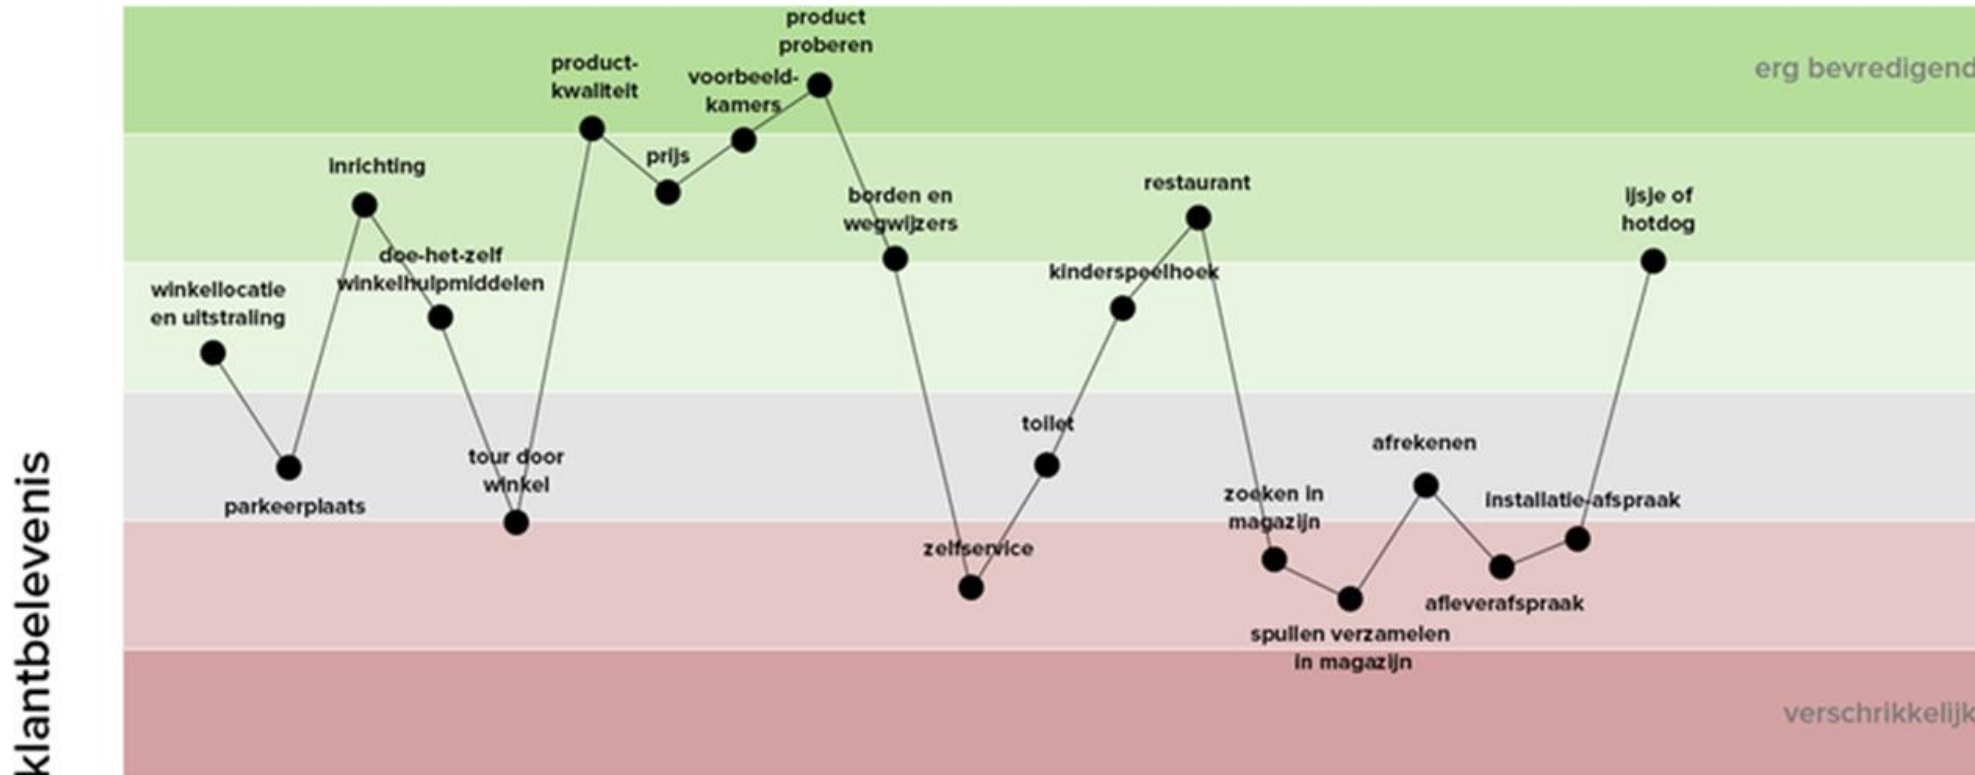 klantbelevenis
erg bevredigend
verschrikkelijk
winkellocatie
en uitstraling
parkeerplaats
inrichting
doe-het-zelf
winkelhulpmiddelen
tour door
winkel
product-
kwaliteit
prijs
voorbeeld-
kamers
product
proberen
borden en
wegwijzers
zelfservice
toilet
kinderspeelhoek
restaurant
zoeken in
magazijn
spullen verzamelen
in magazijn
afrekenen
afleverafspraak
installatie-afspraak
ijsje of
hotdog